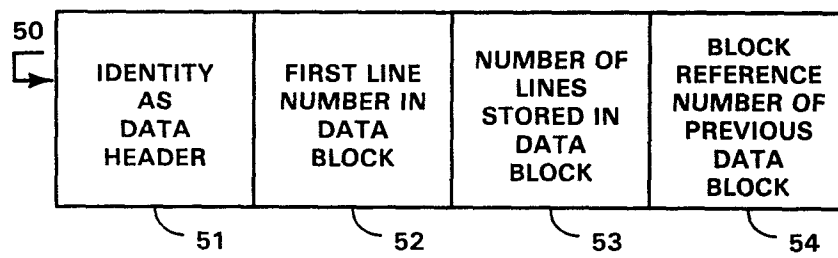 50
IDENTITY
AS
DATA
HEADER
FIRST LINE
NUMBER IN
DATA
BLOCK
NUMBER OF
LINES
STORED IN
DATA
BLOCK
BLOCK
REFERENCE
NUMBER OF
PREVIOUS
DATA
BLOCK
51
52
53
54